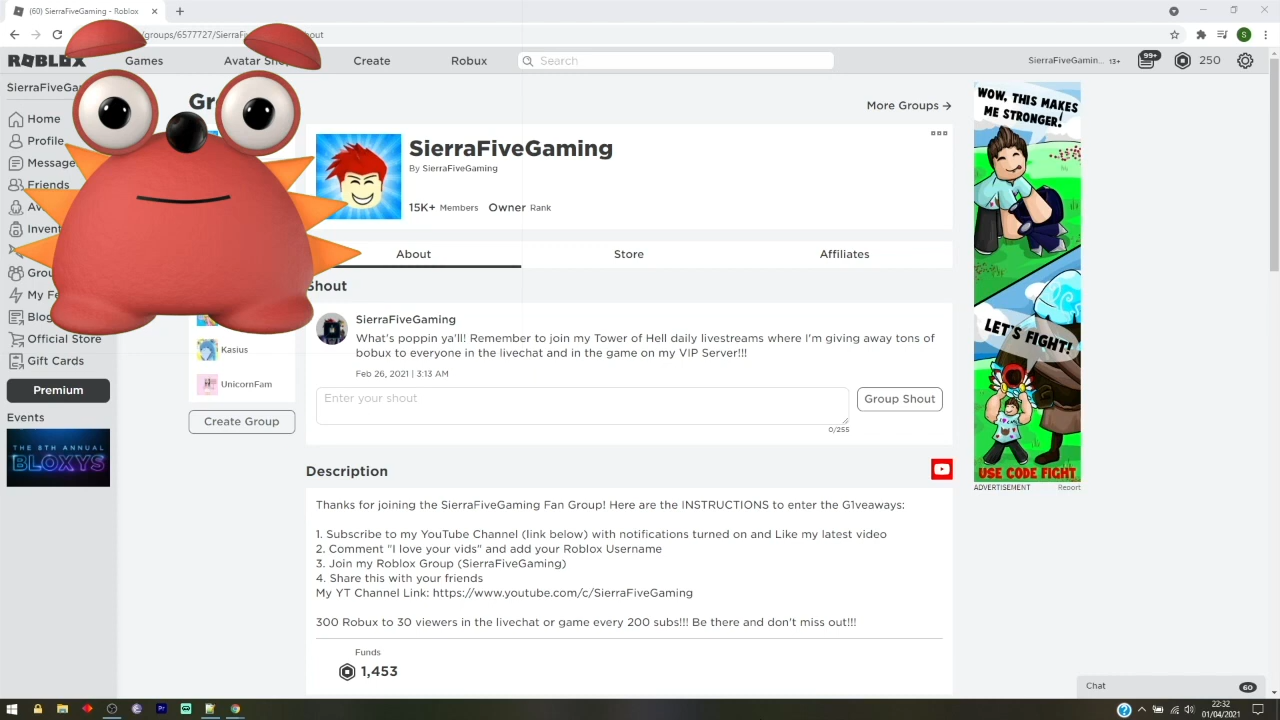 (60) SierraFiveGaming - Roblox
/groups/6577727/
ROBLOX
Games
Create
Robux
Search
SierraFiveGamin... 13+
99+
250
Home
Profile
Friends
Official Store
Gift Cards
Premium
Events
THE 8TH ANNUAL
BLOXYS
More Groups →
Kasius
UnicornFam
Create Group
SierraFiveGaming
By SierraFiveGaming
15K+ Members Owner Rank
About
Store
Affiliates
Shout
SierraFiveGaming
What's poppin ya'll! Remember to join my Tower of Hell daily livestreams where I'm giving away tons of
bobux to everyone in the livechat and in the game on my VIP Server!!!
Feb 26, 2021 | 3:13 AM
Enter your shout
Group Shout
0/255
Description
Thanks for joining the SierraFiveGaming Fan Group! Here are the INSTRUCTIONS to enter the G1veaways:
1. Subscribe to my YouTube Channel (link below) with notifications turned on and Like my latest video
2. Comment "I love your vids" and add your Roblox Username
3. Join my Roblox Group (SierraFiveGaming)
4. Share this with your friends
My YT Channel Link: https://www.youtube.com/c/SierraFiveGaming
300 Robux to 30 viewers in the livechat or game every 200 subs!!! Be there and don't miss out!!!
Funds
1,453
WOW, THIS MAKES
ME STRONGER!
LET'S FIGHT!
USE CODE FIGHT
ADVERTISEMENT
Report
Chat
60
22:32
01/04/2021